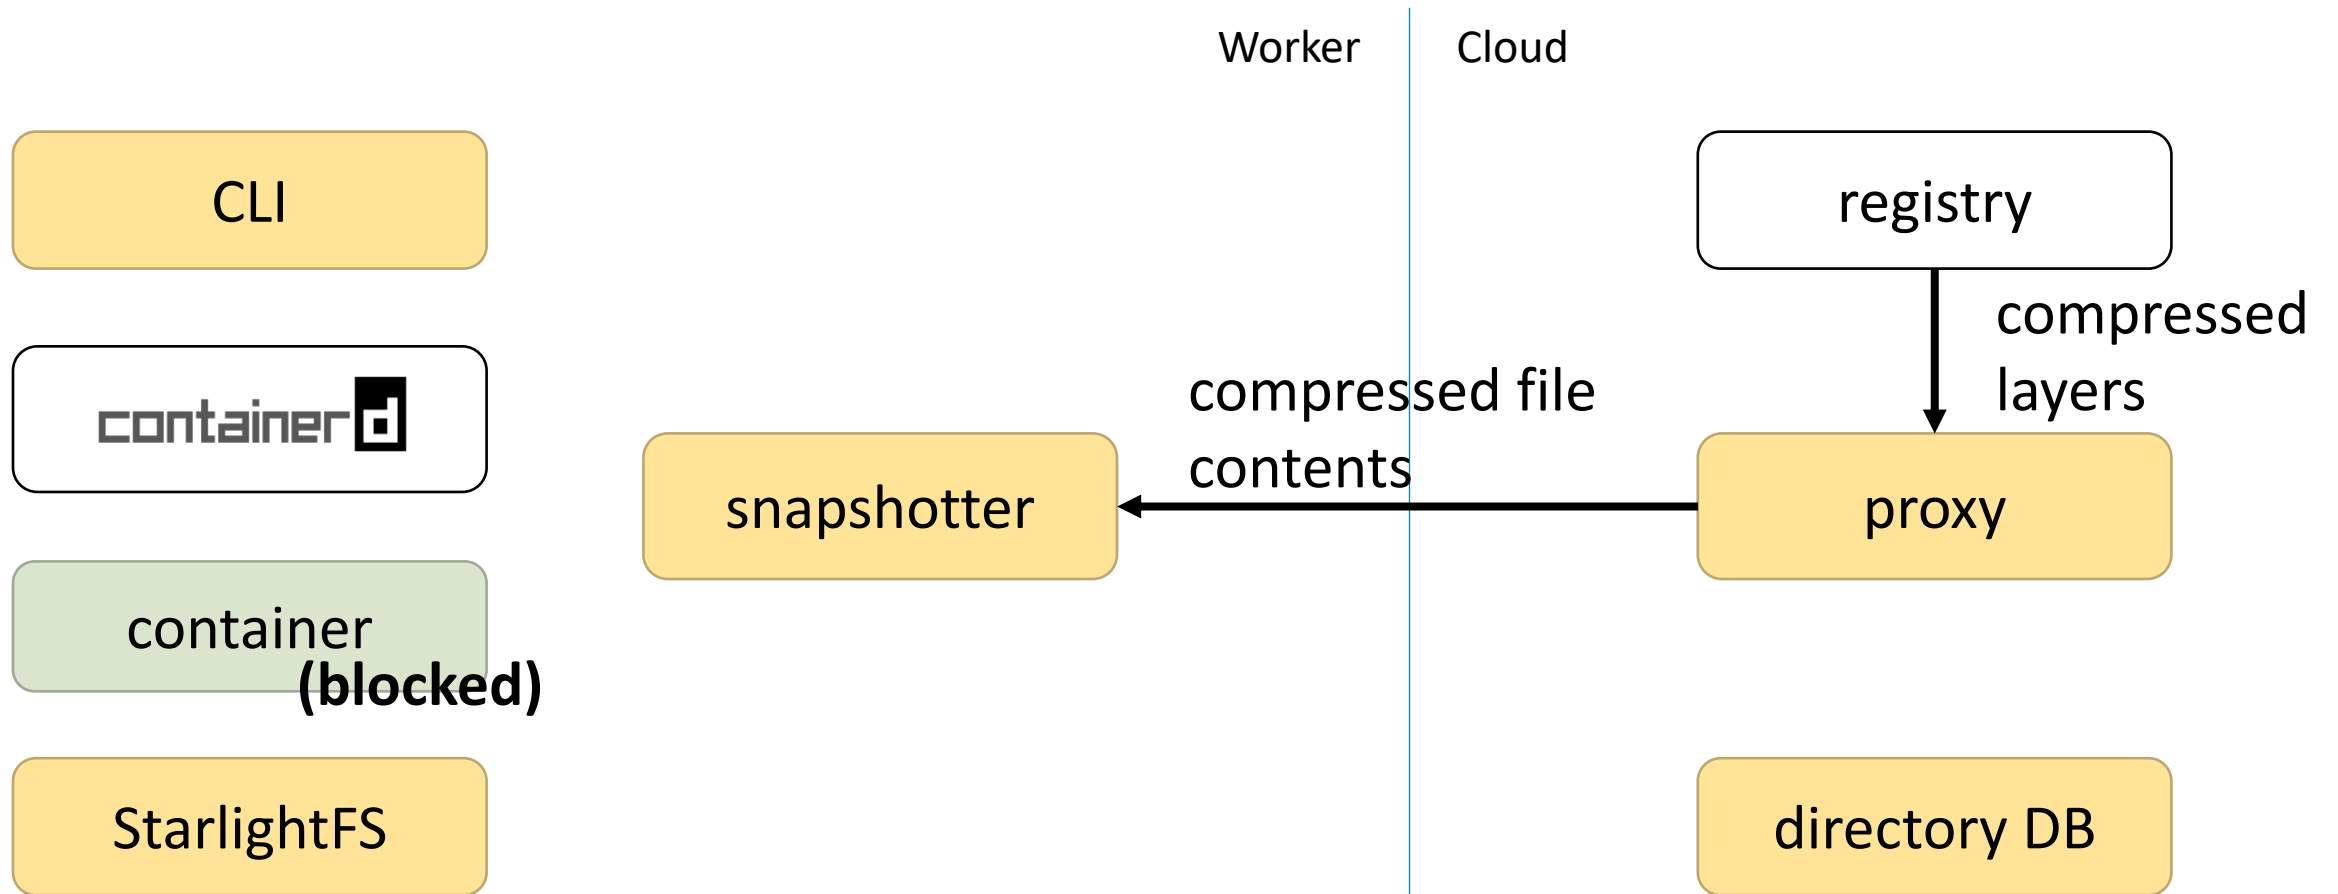 Worker
Cloud
CLI
registry
compressed
layers
containerd
compressed file
contents
snapshotter
proxy
container
(blocked)
StarlightFS
directory DB